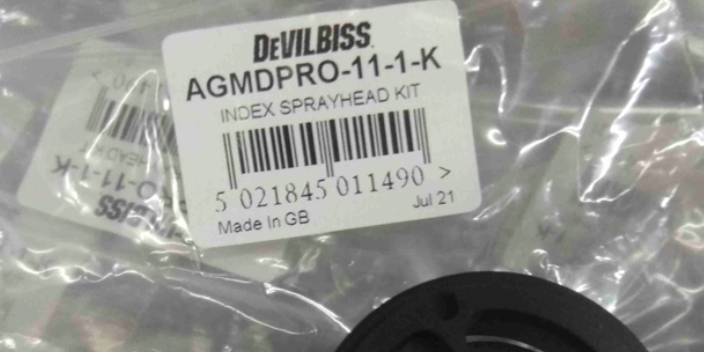 DEVILBISS
AGMDPRO-11-1-K
INDEX SPRAYHEAD KIT
5 021845 011490 >
Made In GB
Jul 21